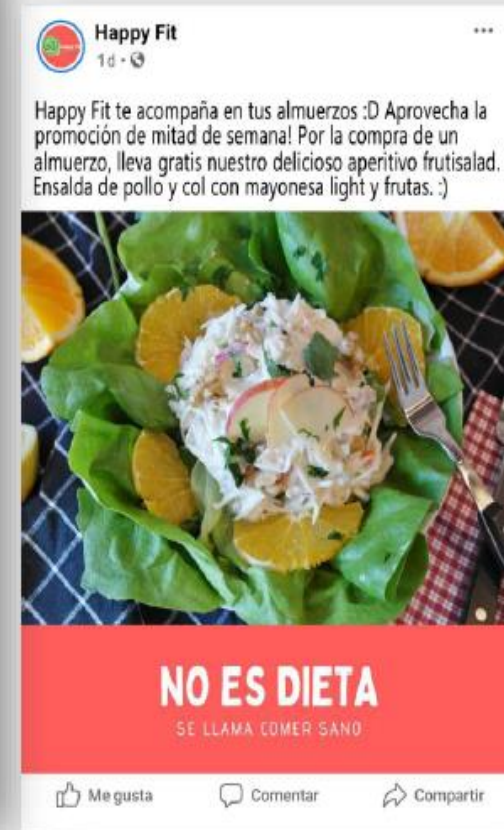 Happy Fit
1d
Happy Fit te acompaña en tus almuerzos :D Aprovecha la
promoción de mitad de semana! Por la compra de un
almuerzo, lleva gratis nuestro delicioso aperitivo frutisalad.
Ensalda de pollo y col con mayonesa light y frutas. :)
NO ES DIETA
SE LLAMA COMER SANO
Me gusta Comentar Compartir